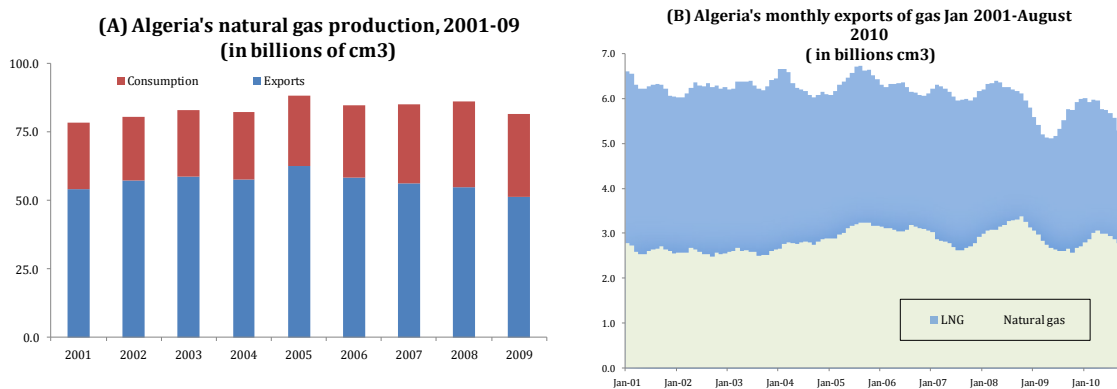 (A) Algeria's natural gas production, 2001-09
(in billions of cm3)
100.0
75.0
50.0
25.0
0.0
Consumption
Exports
2001 2002 2003 2004 2005 2006 2007 2008 2009
(B) Algeria's monthly exports of gas Jan 2001-August
2010
( in billions cm3)
7.0
6.0
5.0
4.0
3.0
2.0
1.0
0.0
LNG
Natural gas
Jan-01 Jan-02 Jan-03 Jan-04 Jan-05 Jan-06 Jan-07 Jan-08 Jan-09 Jan-10